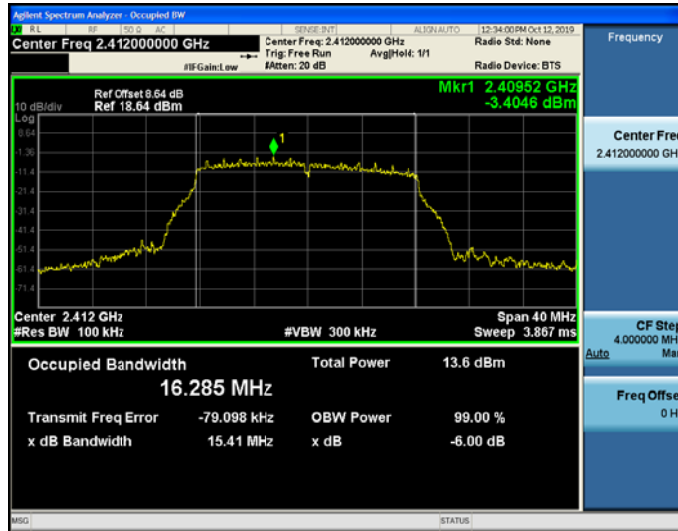 Agilent Spectrum Analyzer - Occupied BW
RL RF 50 Ω AC SENSE:INT ALIGN AUTO 12:34:00 PM Oct 12, 2019
Center Freq 2.412000000 GHz
Center Freq: 2.412000000 GHz
Radio Std: None
Trig: Free Run Avg|Hold: 1/1
#IFGain:Low #Atten: 20 dB Radio Device: BTS
Frequency
Ref Offset 8.64 dB
Mkr1 2.40952 GHz
10 dB/div Ref 18.64 dBm
-3.4046 dBm
Log
8.64
1
-1.36
-11.4
-21.4
-31.4
-41.4
-51.4
-61.4
-71.4
Center 2.412 GHz
Span 40 MHz
#Res BW 100 kHz #VBW 300 kHz Sweep 3.867 ms
Occupied Bandwidth Total Power 13.6 dBm
16.285 MHz
Transmit Freq Error -79.098 kHz OBW Power 99.00 %
x dB Bandwidth 15.41 MHz x dB -6.00 dB
Center Fre
2.412000000 GH
CF Step
4.000000 MH
Auto Ma
Freq Offse
0 H
MSG STATUS